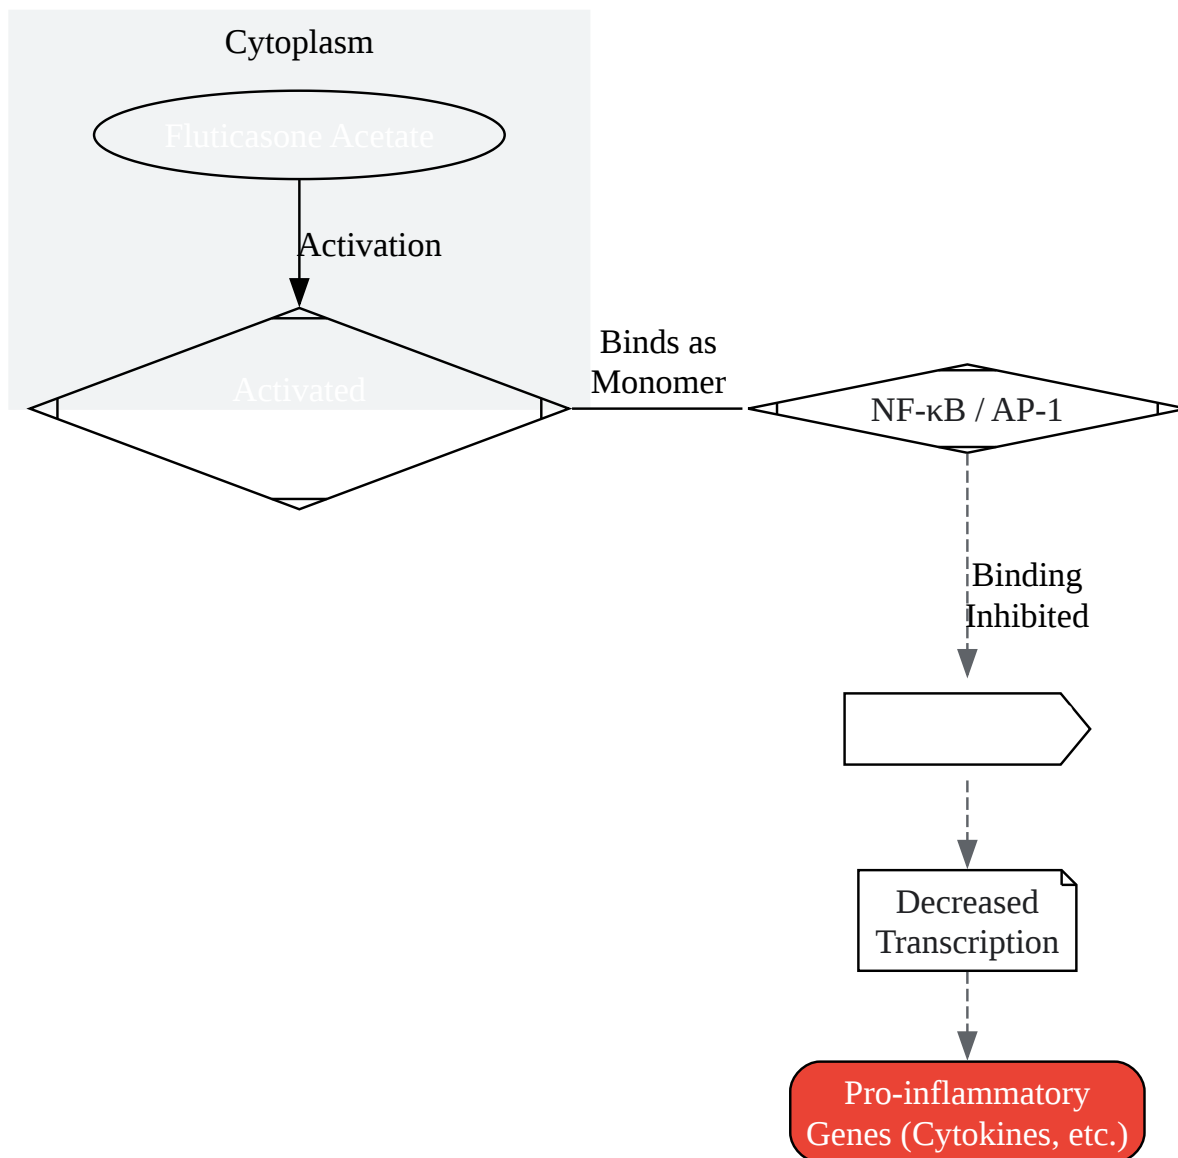 Cytoplasm
Fluticasone Acetate
Activation
Activated
Binds as
Monomer
NF-κB / AP-1
Binding
Inhibited
Decreased
Transcription
Pro-inflammatory
Genes (Cytokines, etc.)